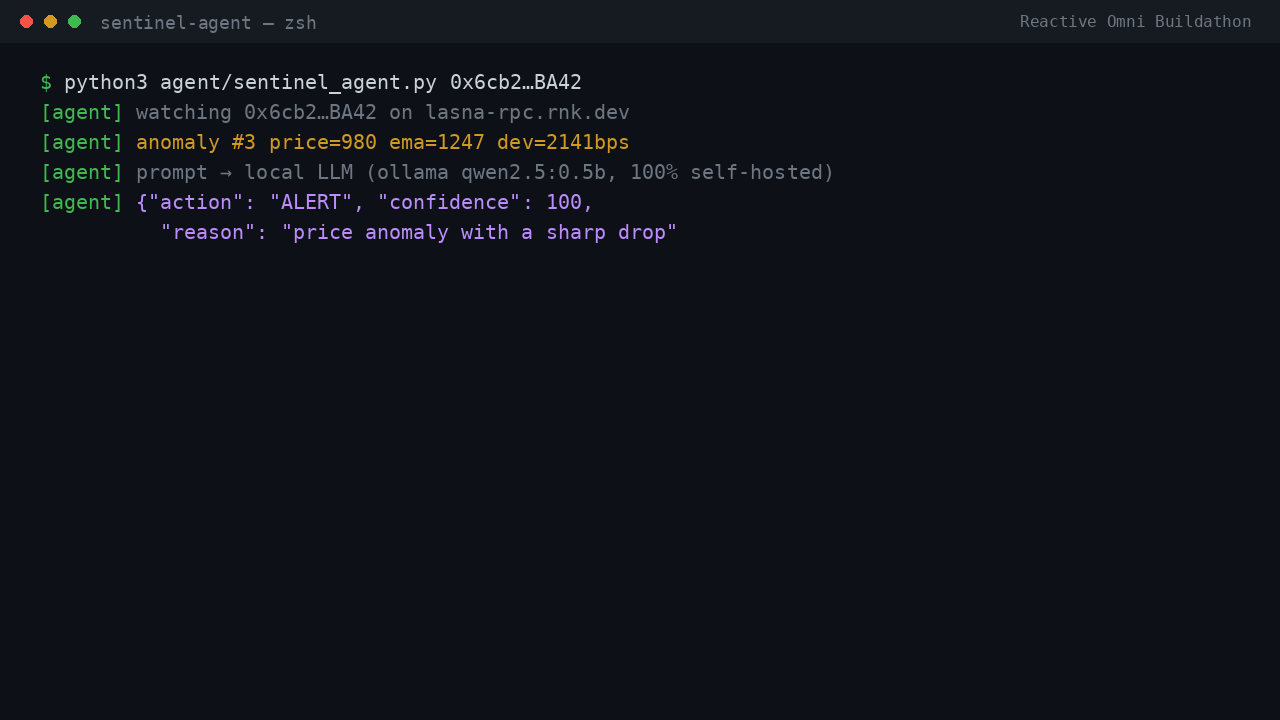 sentinel-agent — zsh
Reactive Omni Buildathon
$ python3 agent/sentinel_agent.py 0x6cb2…BA42
[agent] watching 0x6cb2…BA42 on lasna-rpc.rnk.dev
[agent] anomaly #3 price=980 ema=1247 dev=2141bps
[agent] prompt → local LLM (ollama qwen2.5:0.5b, 100% self-hosted)
[agent] {"action": "ALERT", "confidence": 100,
"reason": "price anomaly with a sharp drop"